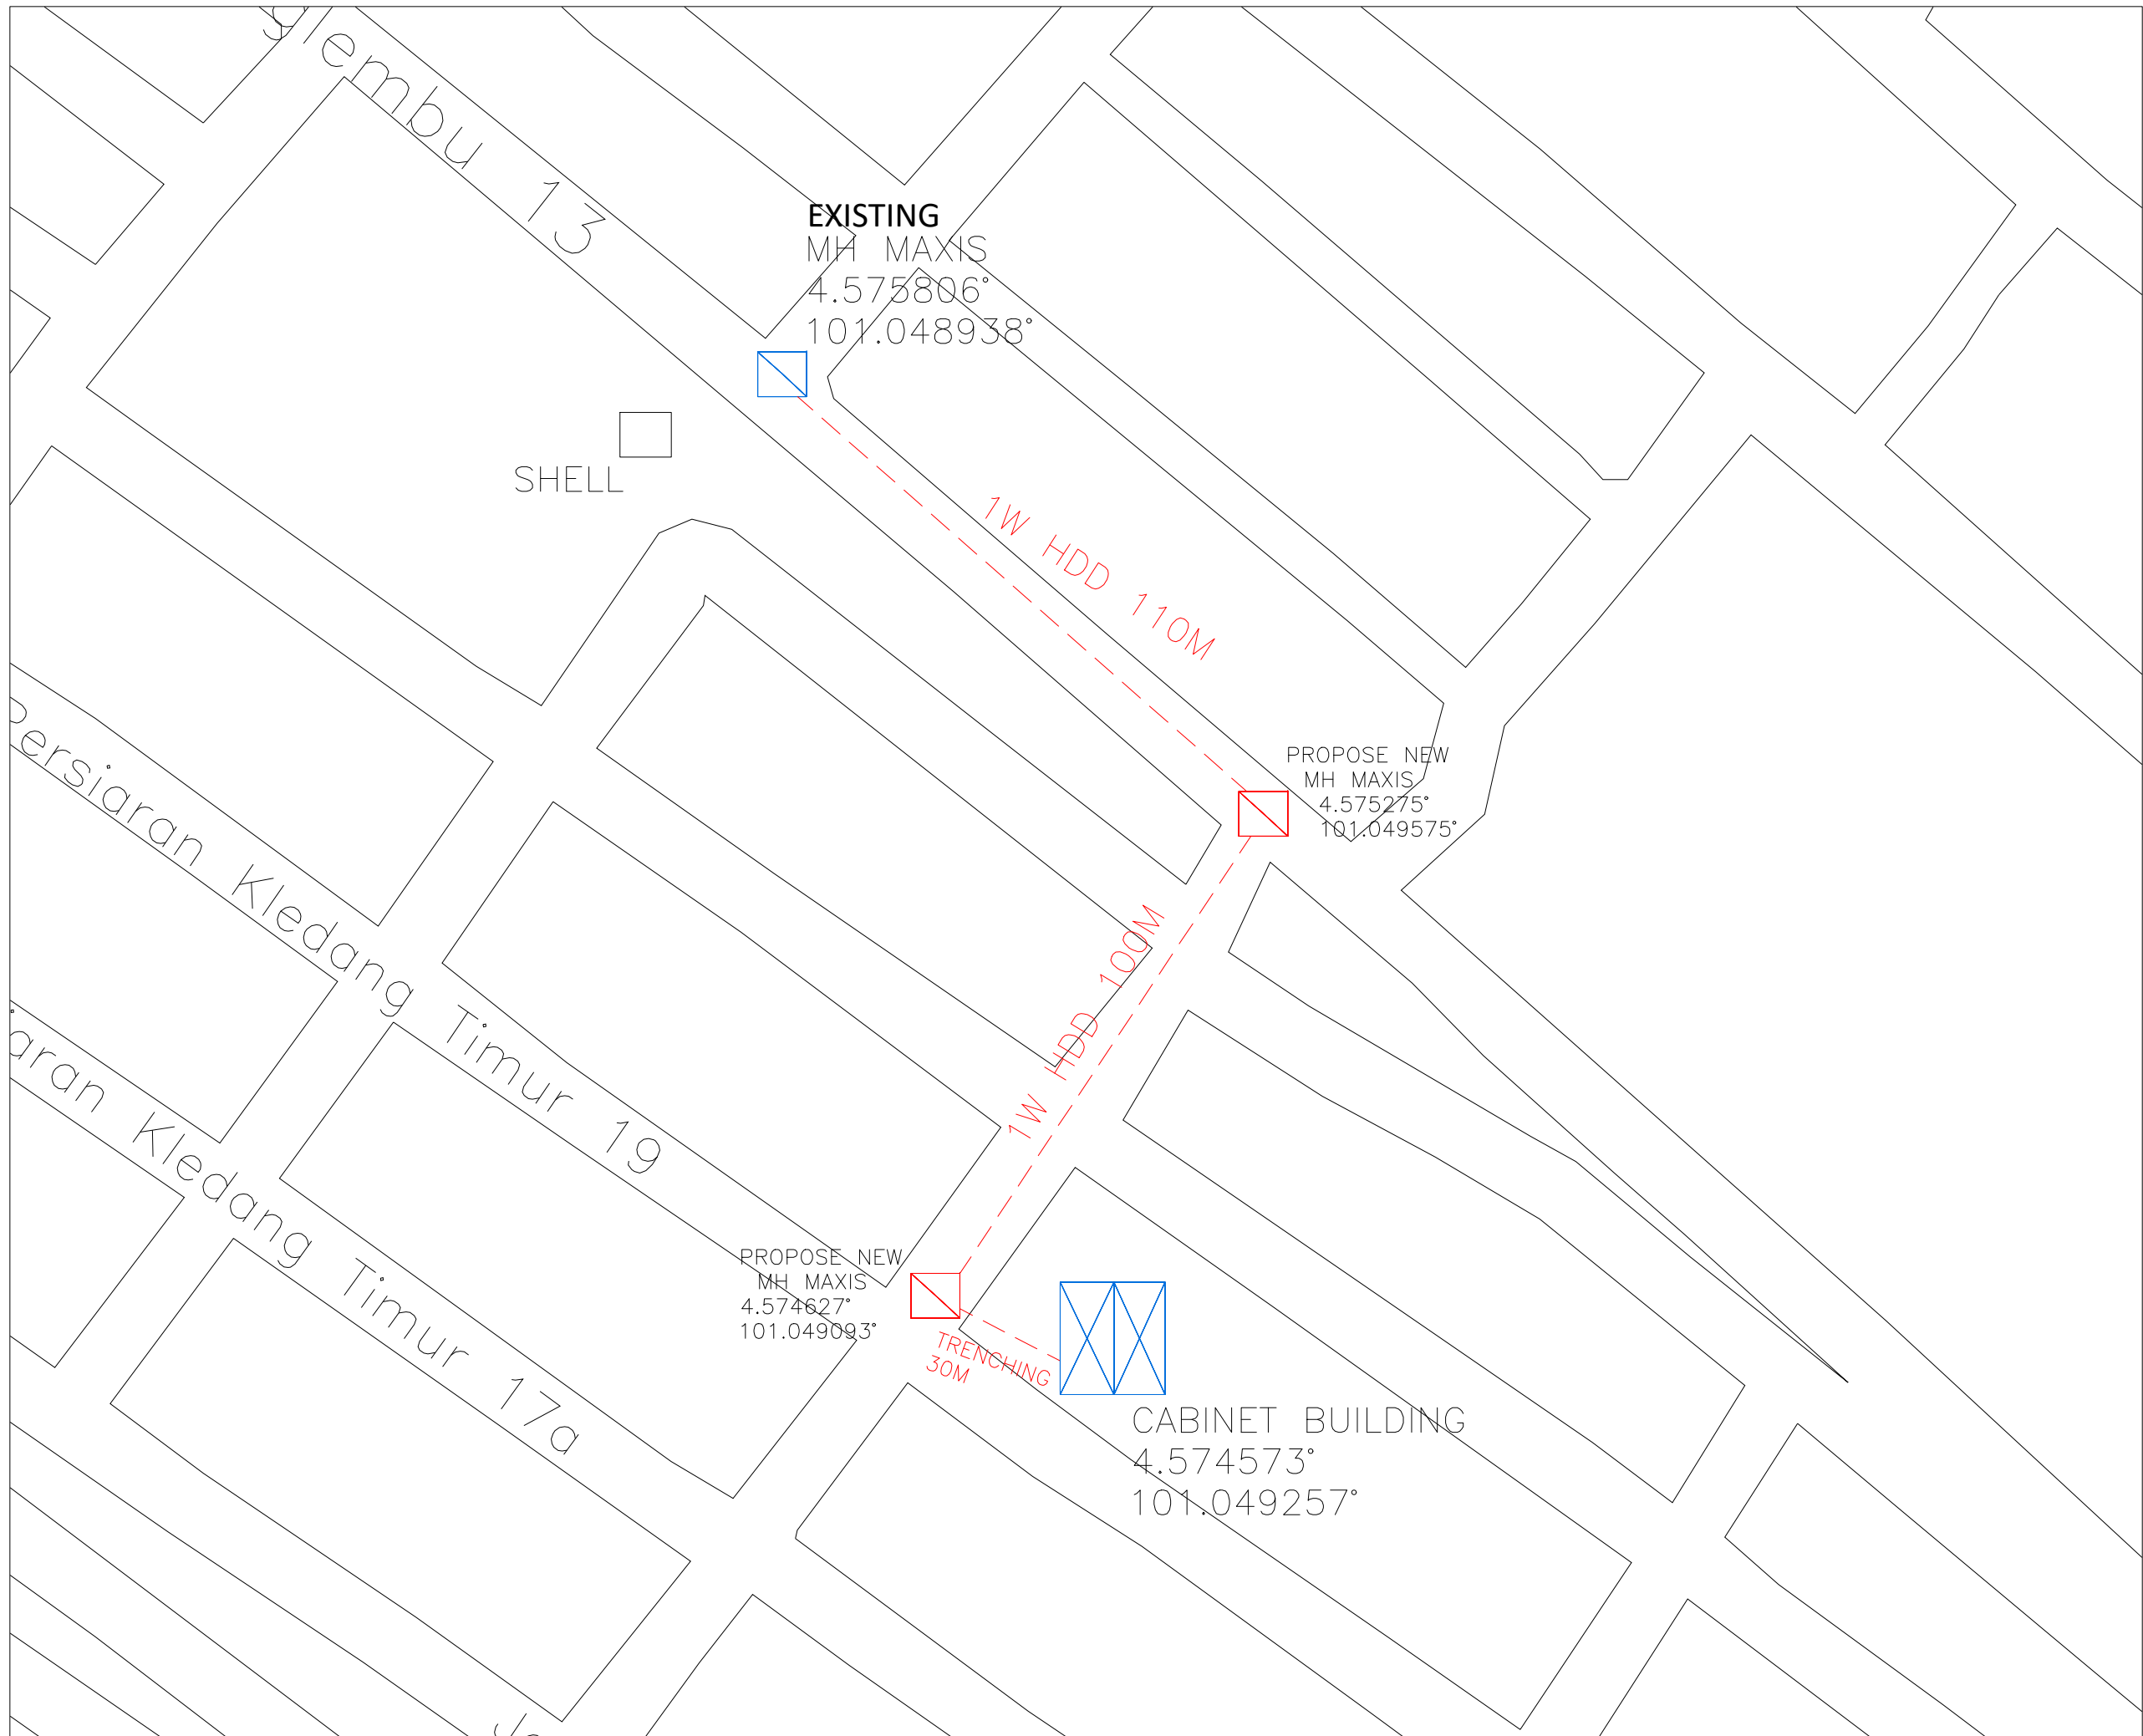 glembu 13
EXISTING
MH MAXIS
4.575806°
101.048938°
SHELL
1W HDD 110M
PROPOSE NEW
MH MAXIS
4.575275°
101.049575°
Persiaran Kledang Timur 19
1W HDD 100M
aran Kledang Timur 17a
PROPOSE NEW
MH MAXIS
4.574627°
101.049093°
TRENCHING
30M
CABINET BUILDING
4.574573°
101.049257°